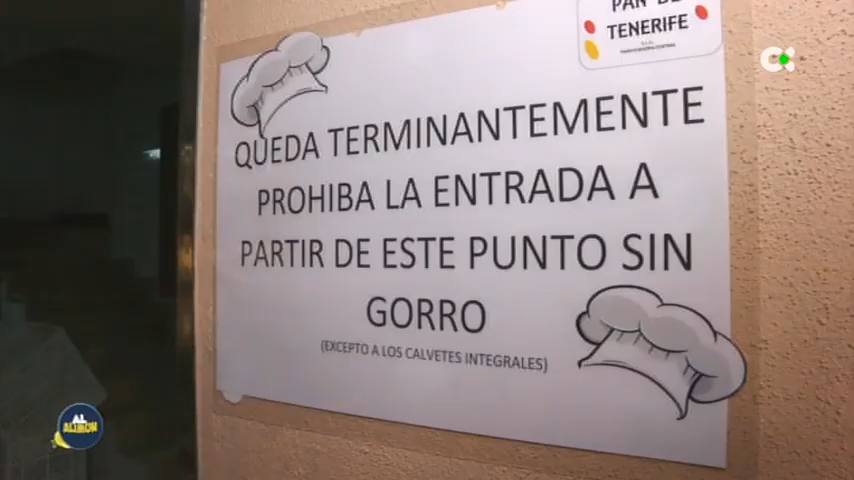 PAN DE
TENERIFE
QUEDA TERMINANTEMENTE
PROHIBA LA ENTRADA A
PARTIR DE ESTE PUNTO SIN
GORRO
(EXCEPTO A LOS CALVETES INTEGRALES)
AL
ALIMÓN